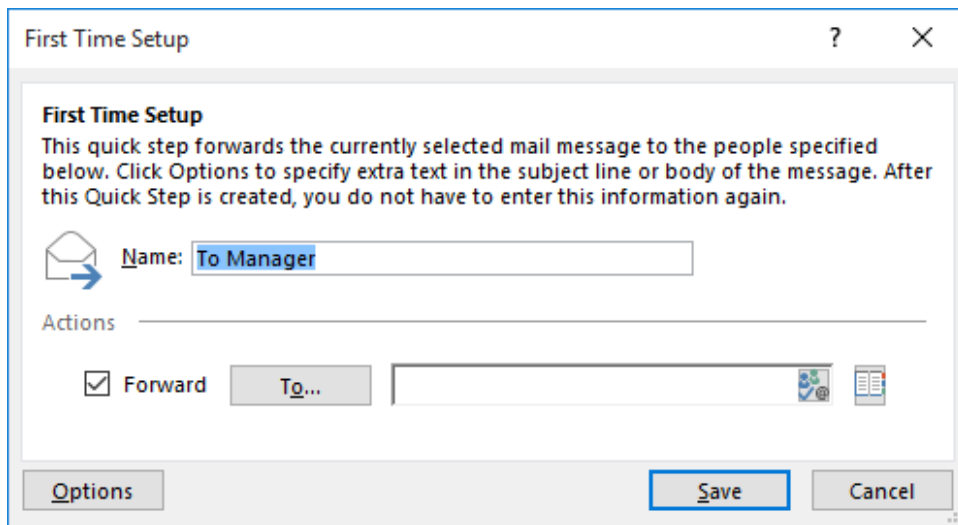 First Time Setup ?
First Time Setup
This quick step forwards the currently selected mail message to the people specified
below. Click Options to specify extra text in the subject line or body of the message. After
this Quick Step is created, you do not have to enter this information again.
Name: To Manager
Actions
Forward To...
Options Save Cancel